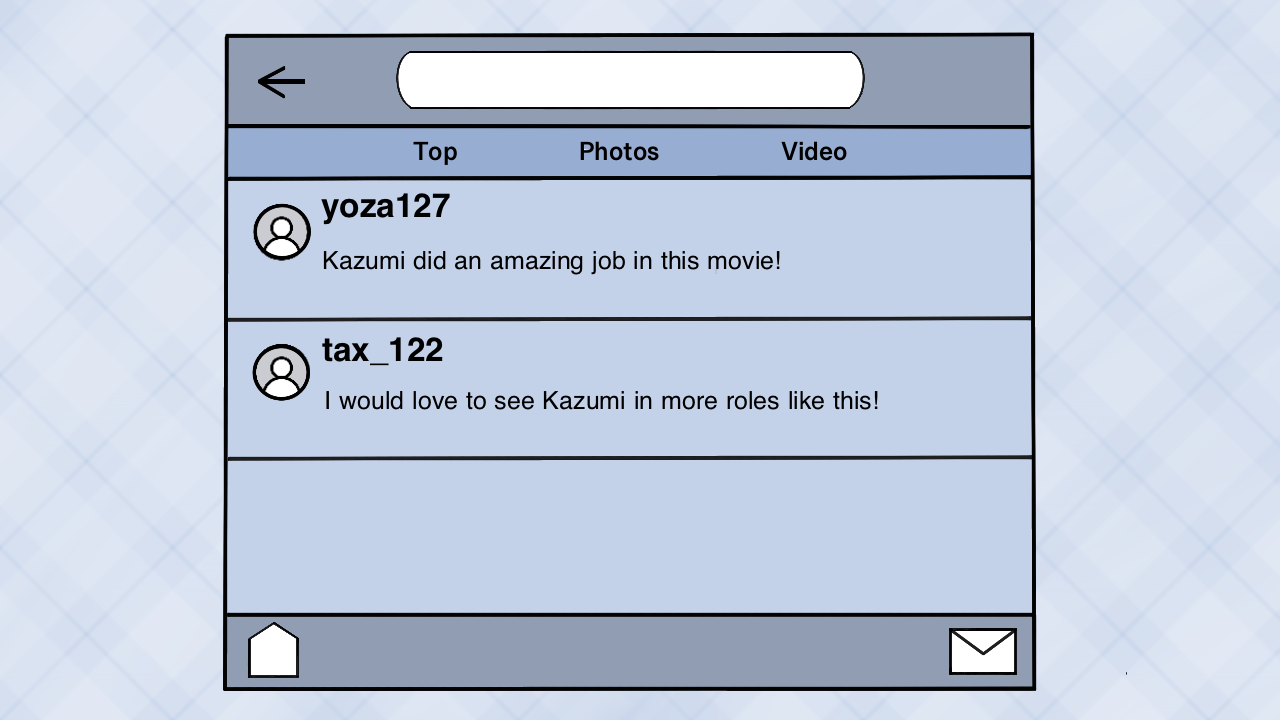 Top Photos Video
yoza127
Kazumi did an amazing job in this movie!
tax_122
I would love to see Kazumi in more roles like this!